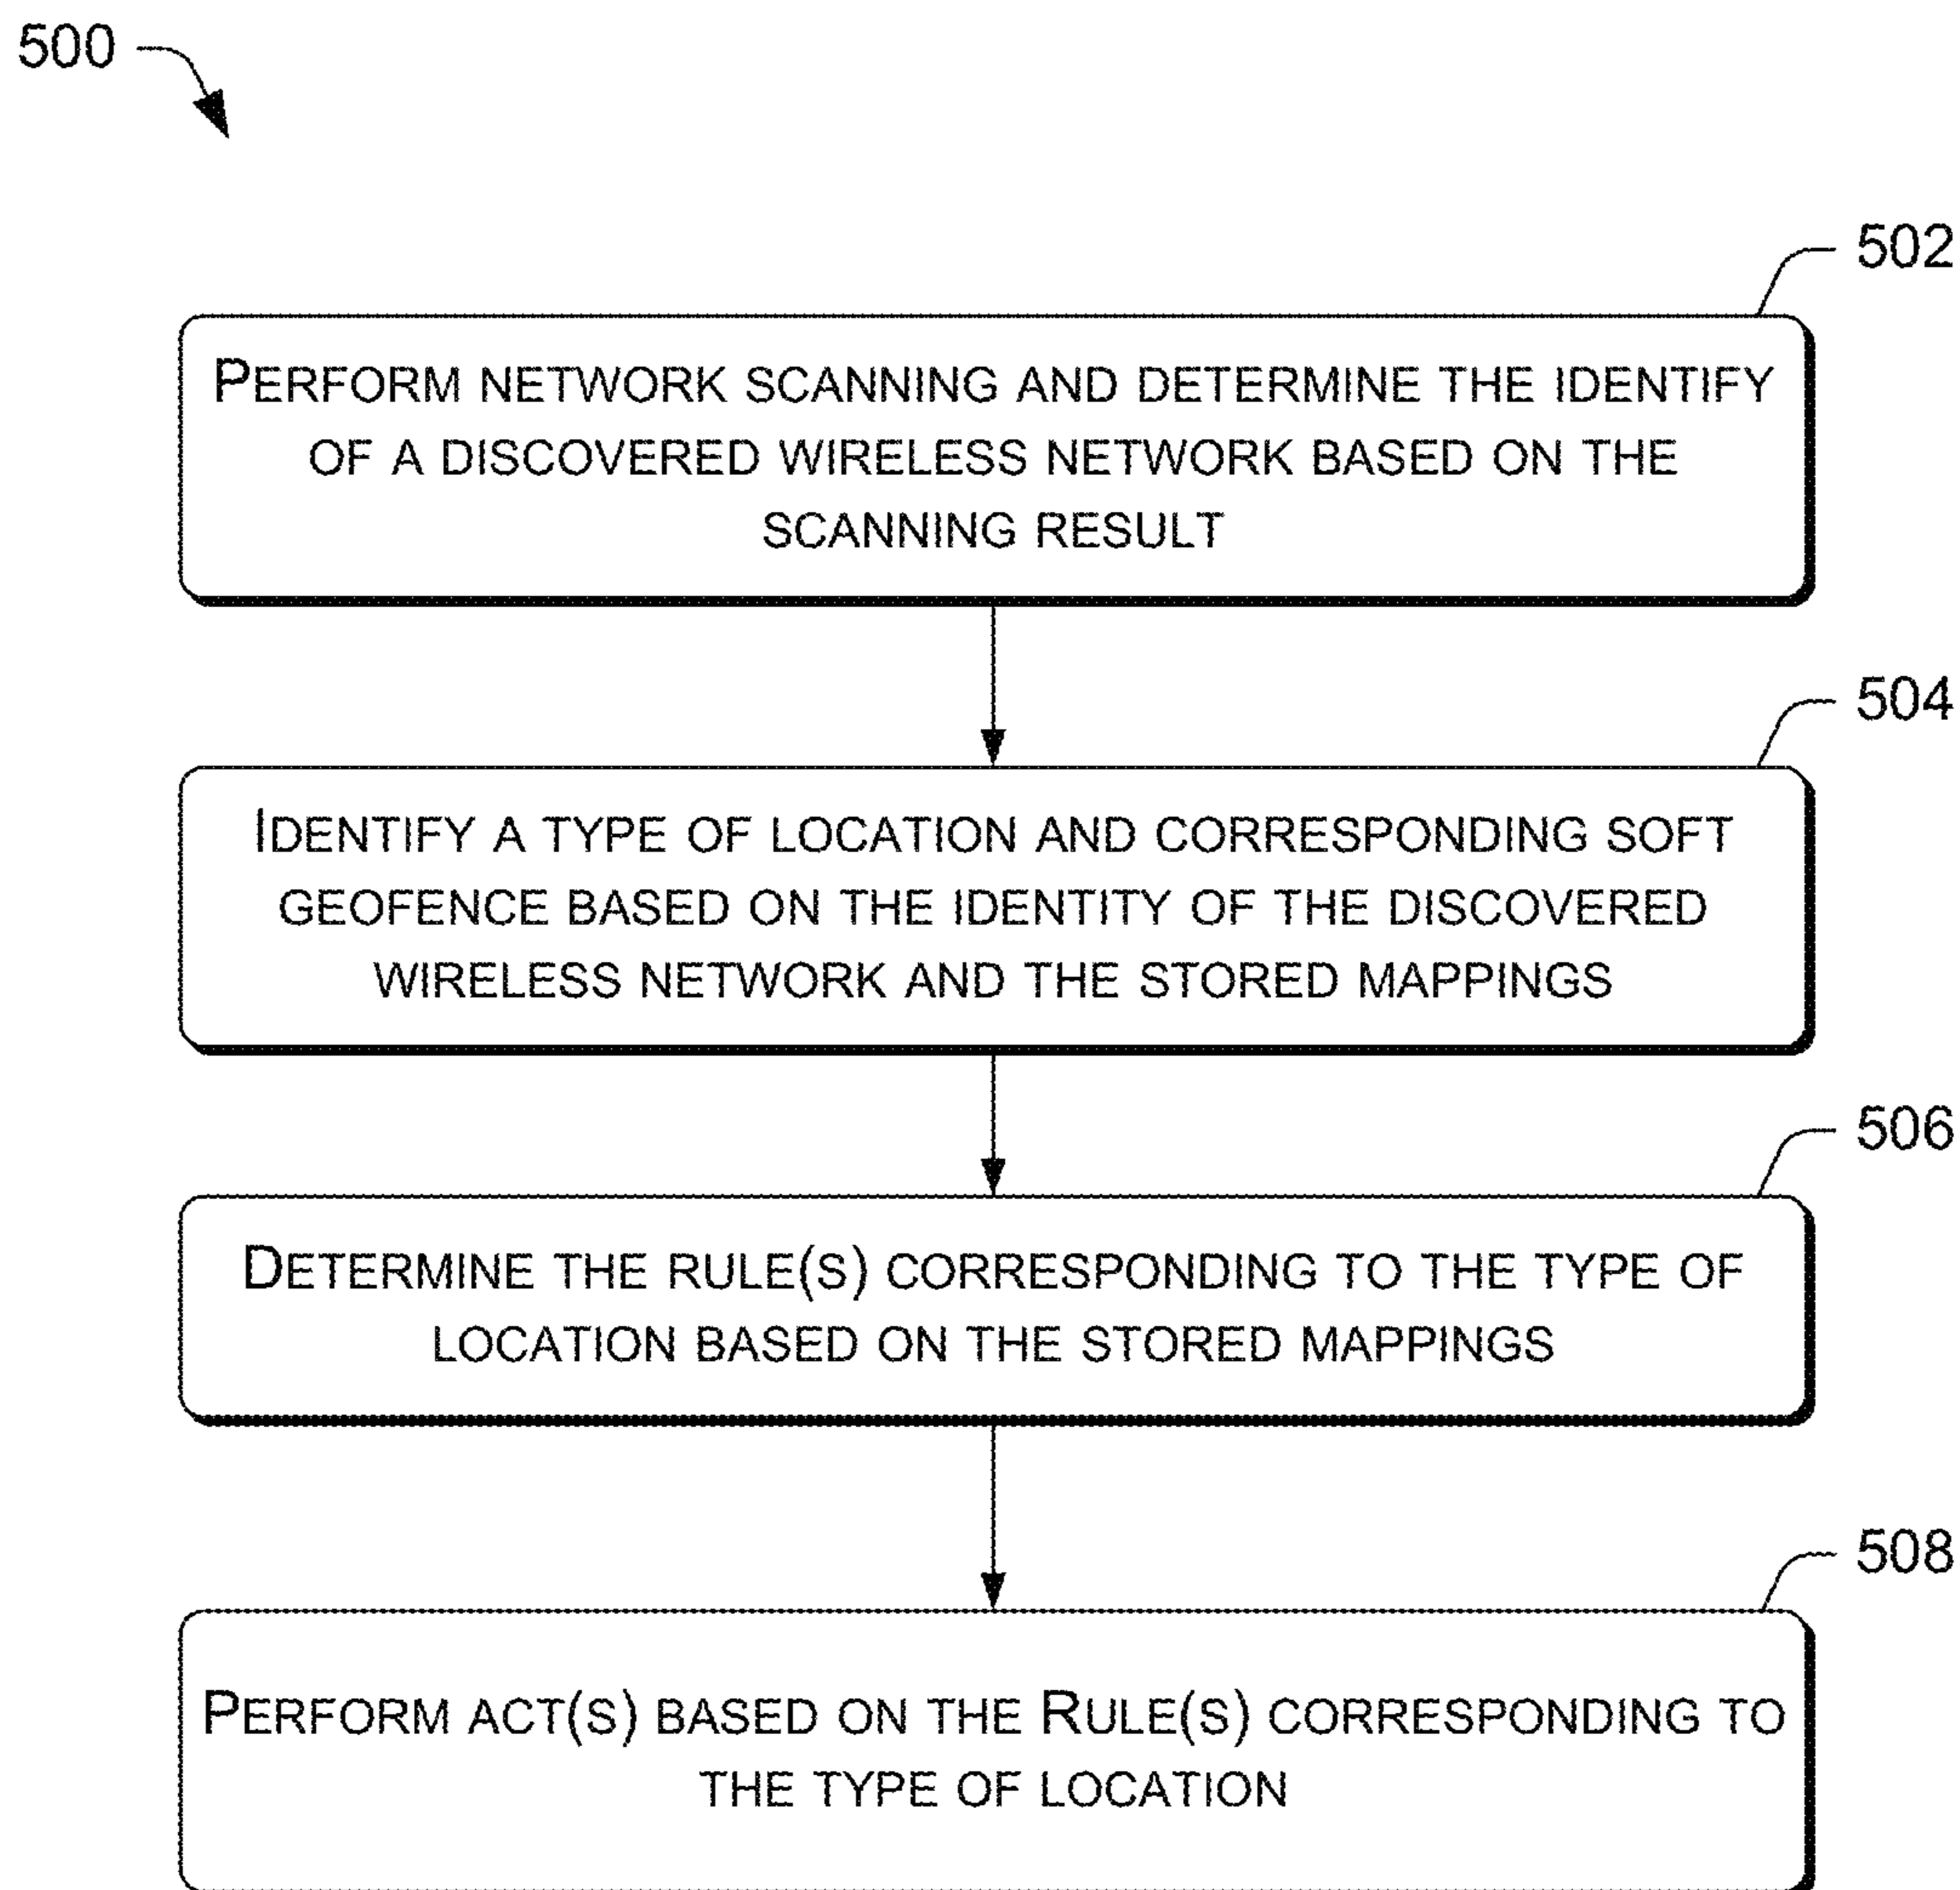 500
502
PERFORM NETWORK SCANNING AND DETERMINE THE IDENTIFY
OF A DISCOVERED WIRELESS NETWORK BASED ON THE
SCANNING RESULT
504
IDENTIFY A TYPE OF LOCATION AND CORRESPONDING SOFT
GEOFENCE BASED ON THE IDENTITY OF THE DISCOVERED
WIRELESS NETWORK AND THE STORED MAPPINGS
506
DETERMINE THE RULE(S) CORRESPONDING TO THE TYPE OF
LOCATION BASED ON THE STORED MAPPINGS
508
PERFORM ACT(S) BASED ON THE RULE(S) CORRESPONDING TO
THE TYPE OF LOCATION